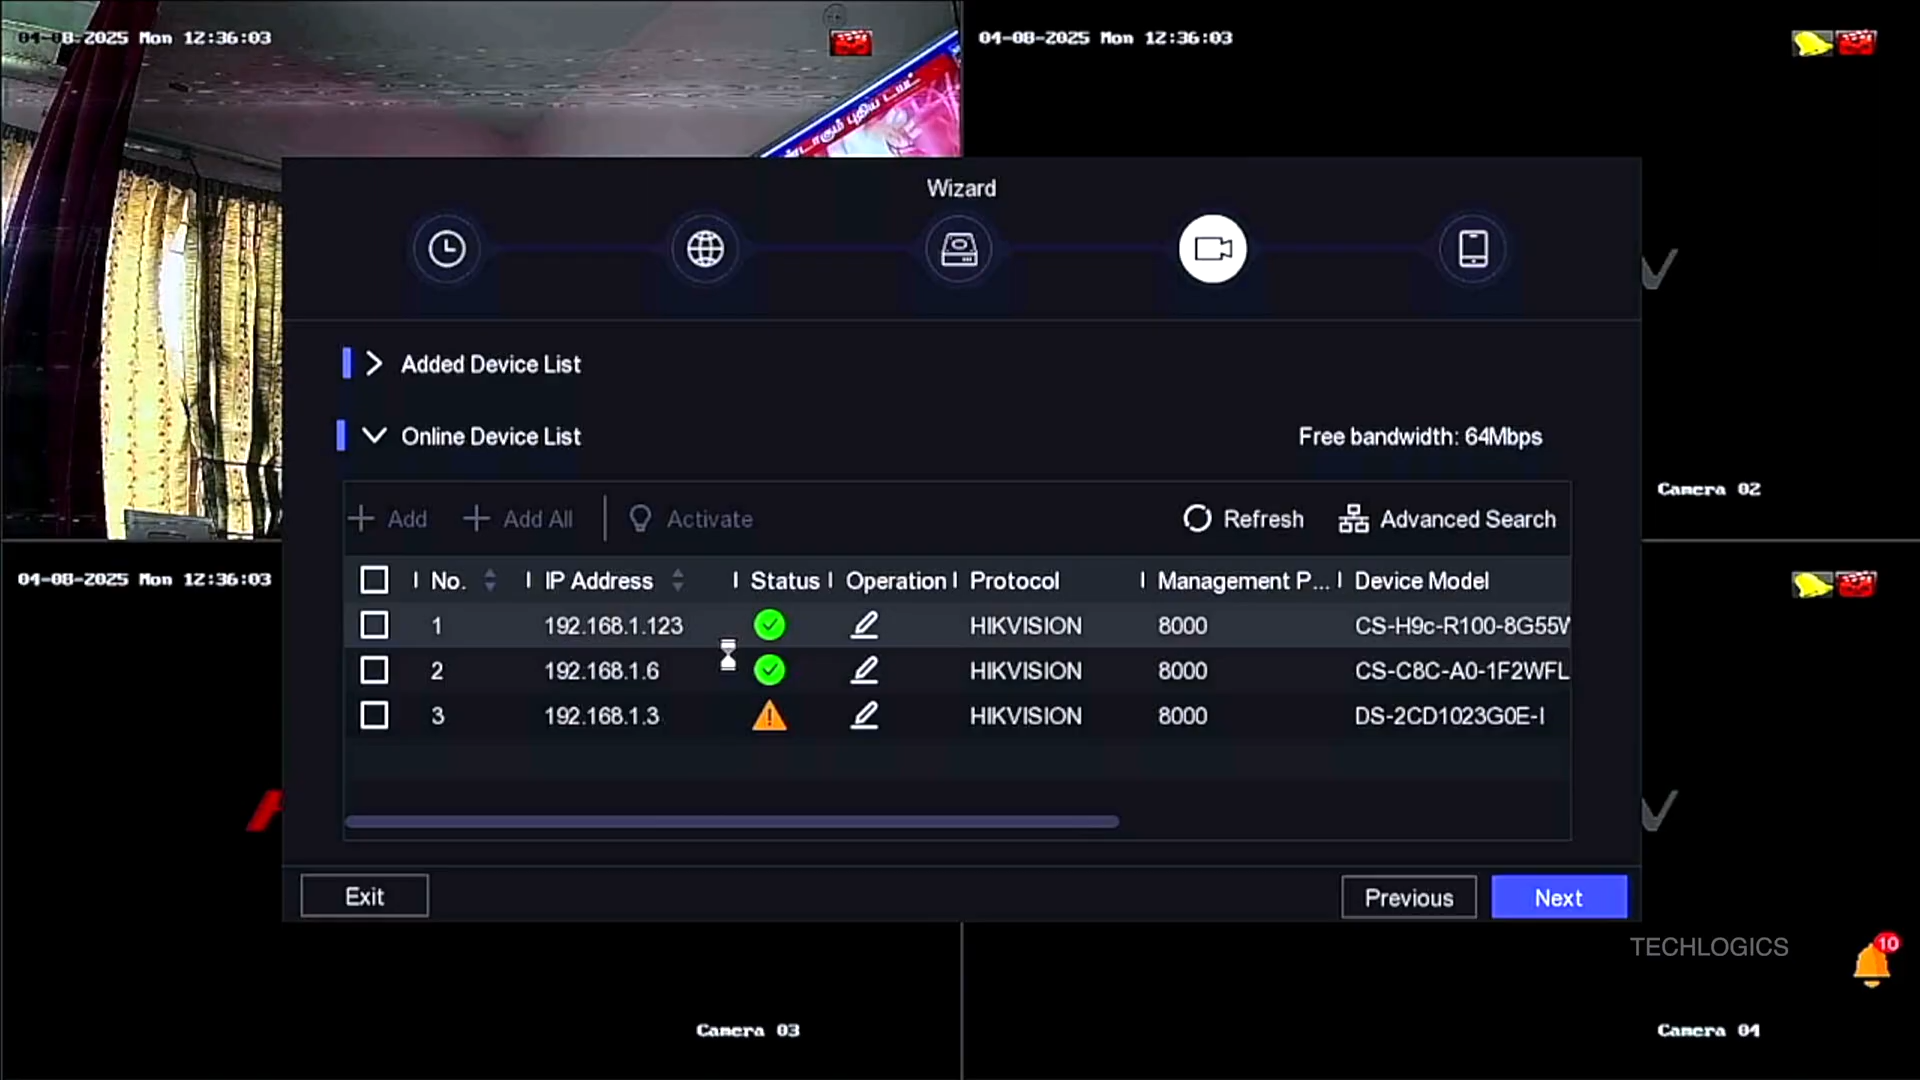 04-08-2025 Mon 12:36:03
04-08-2025 Mon 12:36:03
புதிய டயட்
Wizard
Added Device List
Online Device List
Free bandwidth: 64Mbps
Add
Add All
Activate
Refresh
Advanced Search
No. IP Address Status Operation Protocol Management P... Device Model
1 192.168.1.123 HIKVISION 8000 CS-H9c-R100-8G55W
2 192.168.1.6 HIKVISION 8000 CS-C8C-A0-1F2WFL
3 192.168.1.3 HIKVISION 8000 DS-2CD1023G0E-I
Camera 02
04-08-2025 Mon 12:36:03
Exit
Previous
Next
TECHLOGICS
10
Camera 03
Camera 04